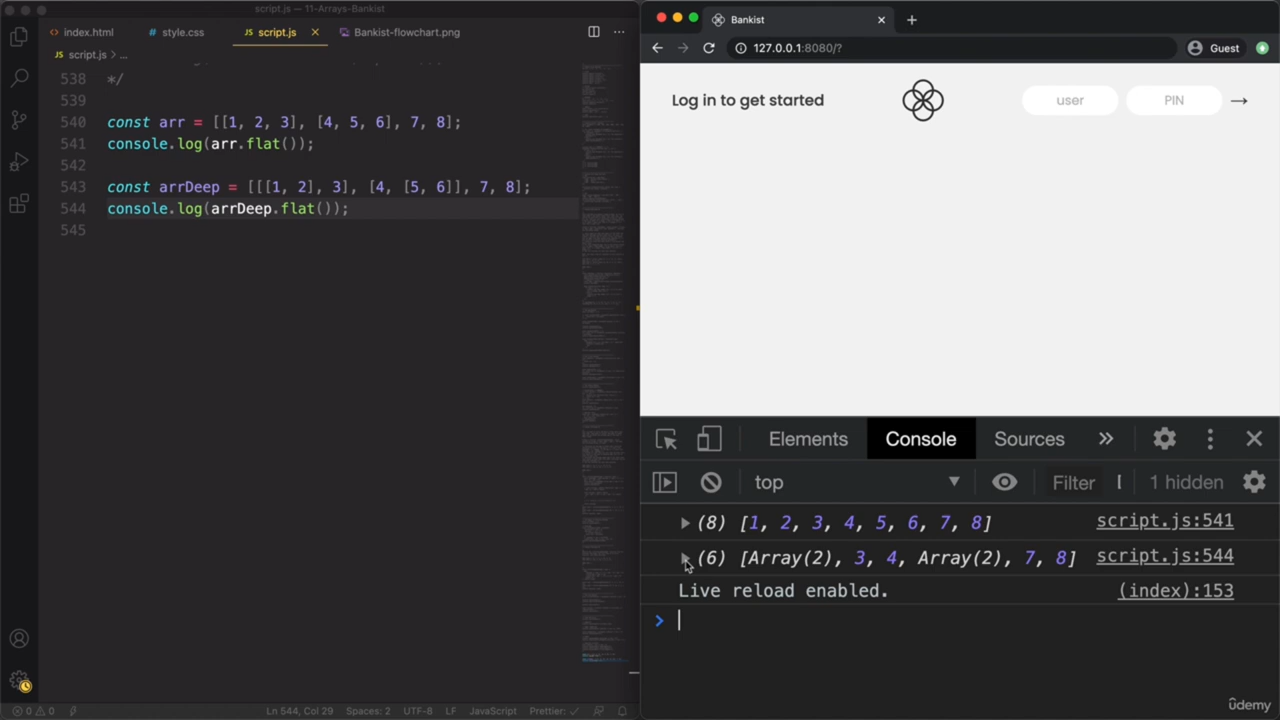 script.js - 11-Arrays-Bankist
index.html
style.css
JS script.js
Bankist-flowchart.png
JS script.js > ...
538 */
539
540 const arr = [[1, 2, 3], [4, 5, 6], 7, 8];
541 console.log(arr.flat());
542
543 const arrDeep = [[[1, 2], 3], [4, [5, 6]], 7, 8];
544 console.log(arrDeep.flat());
545
0 0
Ln 544, Col 29
Spaces: 2
UTF-8
LF
JavaScript
Prettier: ✓
Bankist
127.0.0.1:8080/?
Guest
Log in to get started
user
PIN
Elements
Console
Sources
top
Filter
1 hidden
(8) [1, 2, 3, 4, 5, 6, 7, 8]
script.js:541
(6) [Array(2), 3, 4, Array(2), 7, 8]
script.js:544
Live reload enabled.
(index):153
>
ûdemy